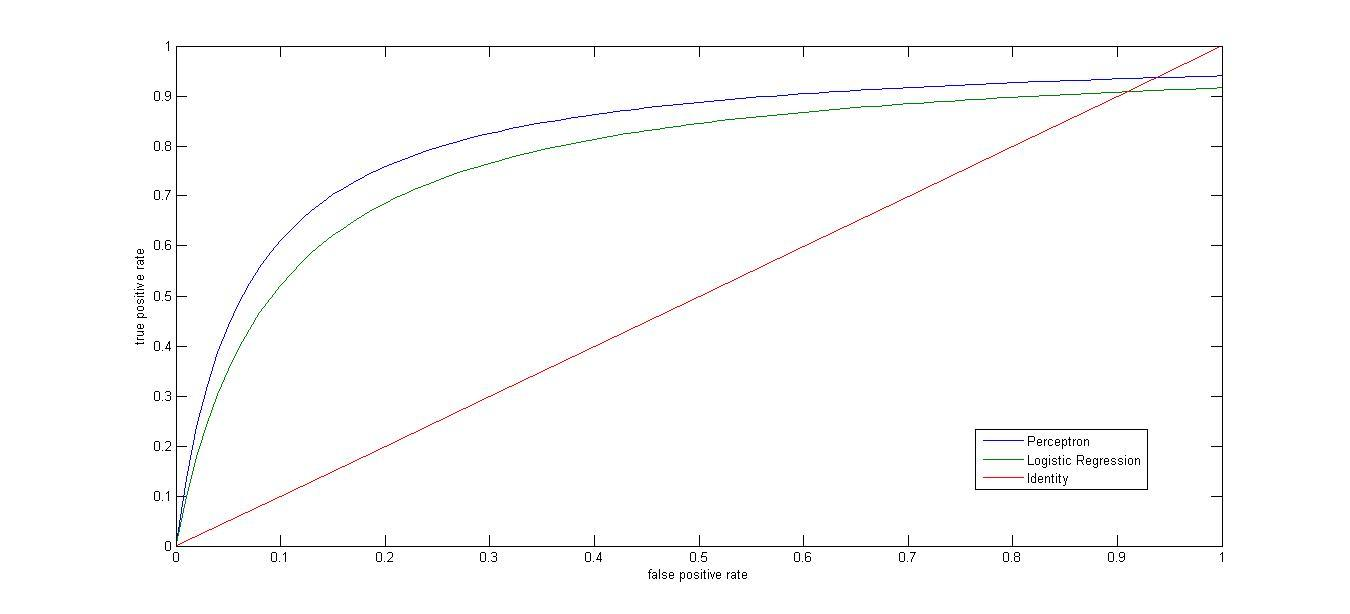 1
0.9
0.8
0.7
0.6
0.5
0.4
0.3
0.2
0.1
0
true positive rate
Perceptron
Logistic Regression
Identity
0 0.1 0.2 0.3 0.4 0.5 0.6 0.7 0.8 0.9 1
false positive rate